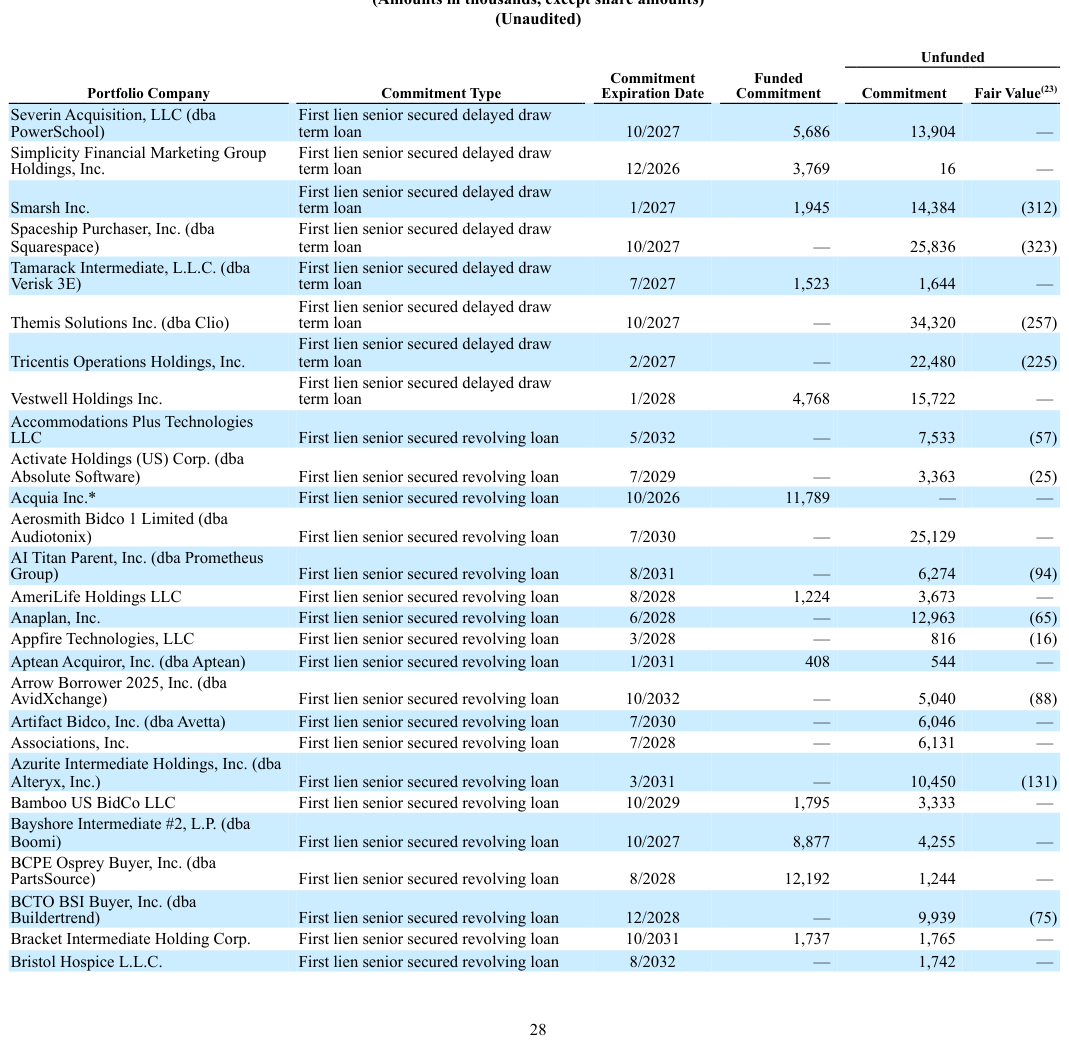 (Amounts in thousands, except share amounts)
(Unaudited)
Unfunded
Portfolio Company Commitment Type Commitment Expiration Date Funded Commitment Commitment Fair Value(23)
Severin Acquisition, LLC (dba
PowerSchool) First lien senior secured delayed draw
term loan 10/2027 5,686 13,904 —
Simplicity Financial Marketing Group
Holdings, Inc. First lien senior secured delayed draw
term loan 12/2026 3,769 16 —
Smarsh Inc. First lien senior secured delayed draw
term loan 1/2027 1,945 14,384 (312)
Spaceship Purchaser, Inc. (dba
Squarespace) First lien senior secured delayed draw
term loan 10/2027 — 25,836 (323)
Tamarack Intermediate, L.L.C. (dba
Verisk 3E) First lien senior secured delayed draw
term loan 7/2027 1,523 1,644 —
Themis Solutions Inc. (dba Clio) First lien senior secured delayed draw
term loan 10/2027 — 34,320 (257)
Tricentis Operations Holdings, Inc. First lien senior secured delayed draw
term loan 2/2027 — 22,480 (225)
Vestwell Holdings Inc. First lien senior secured delayed draw
term loan 1/2028 4,768 15,722 —
Accommodations Plus Technologies
LLC First lien senior secured revolving loan 5/2032 — 7,533 (57)
Activate Holdings (US) Corp. (dba
Absolute Software) First lien senior secured revolving loan 7/2029 — 3,363 (25)
Acquia Inc.* First lien senior secured revolving loan 10/2026 11,789 — —
Aerosmith Bidco 1 Limited (dba
Audiotonix) First lien senior secured revolving loan 7/2030 — 25,129 —
AI Titan Parent, Inc. (dba Prometheus
Group) First lien senior secured revolving loan 8/2031 — 6,274 (94)
AmeriLife Holdings LLC First lien senior secured revolving loan 8/2028 1,224 3,673 —
Anaplan, Inc. First lien senior secured revolving loan 6/2028 — 12,963 (65)
Appfire Technologies, LLC First lien senior secured revolving loan 3/2028 — 816 (16)
Aptean Acquiror, Inc. (dba Aptean) First lien senior secured revolving loan 1/2031 408 544 —
Arrow Borrower 2025, Inc. (dba
AvidXchange) First lien senior secured revolving loan 10/2032 — 5,040 (88)
Artifact Bidco, Inc. (dba Avetta) First lien senior secured revolving loan 7/2030 — 6,046 —
Associations, Inc. First lien senior secured revolving loan 7/2028 — 6,131 —
Azurite Intermediate Holdings, Inc. (dba
Alteryx, Inc.) First lien senior secured revolving loan 3/2031 — 10,450 (131)
Bamboo US BidCo LLC First lien senior secured revolving loan 10/2029 1,795 3,333 —
Bayshore Intermediate #2, L.P. (dba
Boomi) First lien senior secured revolving loan 10/2027 8,877 4,255 —
BCPE Osprey Buyer, Inc. (dba
PartsSource) First lien senior secured revolving loan 8/2028 12,192 1,244 —
BCTO BSI Buyer, Inc. (dba
Buildertrend) First lien senior secured revolving loan 12/2028 — 9,939 (75)
Bracket Intermediate Holding Corp. First lien senior secured revolving loan 10/2031 1,737 1,765 —
Bristol Hospice L.L.C. First lien senior secured revolving loan 8/2032 — 1,742 —
28